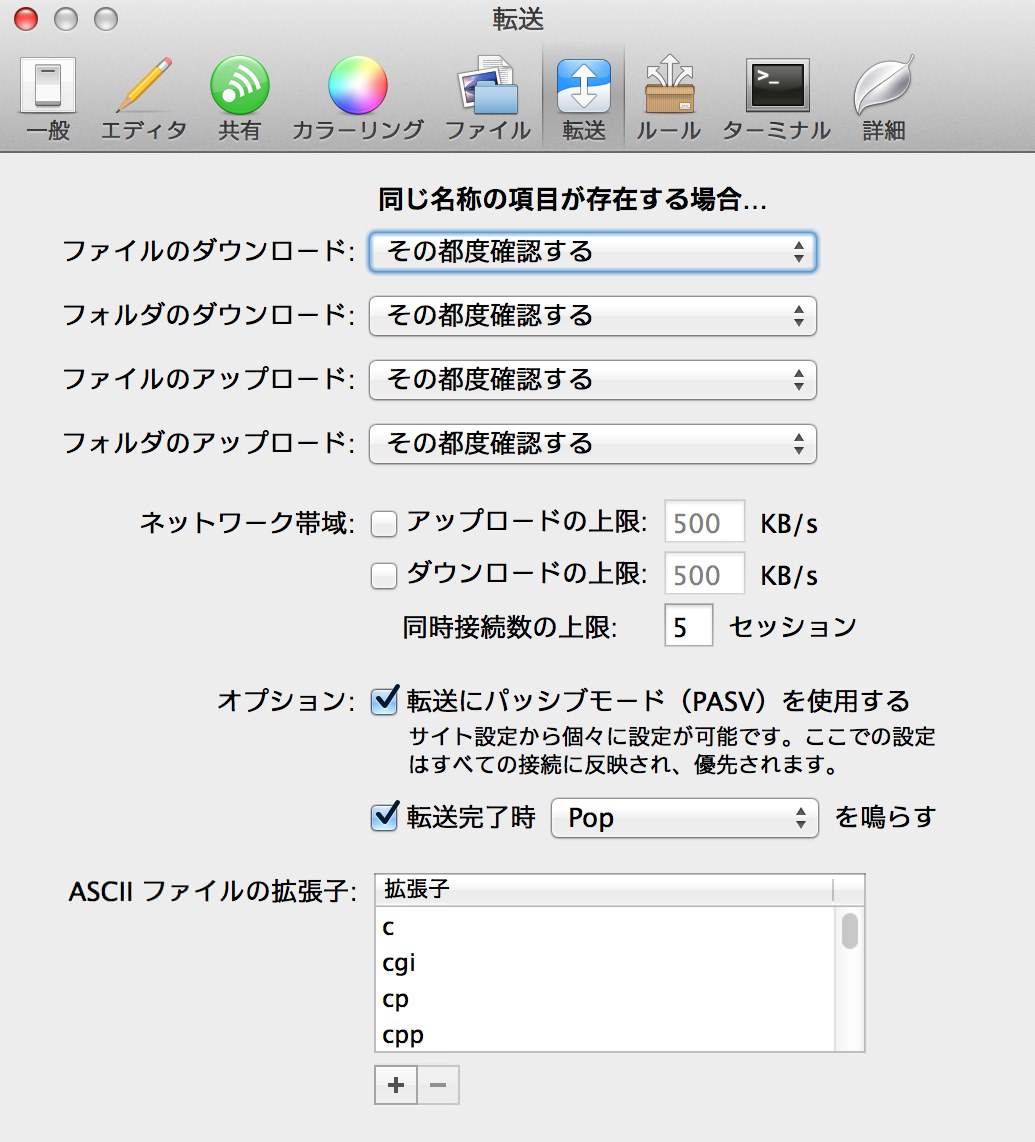 転送
一般 エディタ 共有 カラーリング ファイル 転送 ルール ターミナル 詳細
同じ名称の項目が存在する場合...
ファイルのダウンロード: その都度確認する
フォルダのダウンロード: その都度確認する
ファイルのアップロード: その都度確認する
フォルダのアップロード: その都度確認する
ネットワーク帯域: アップロードの上限: 500 KB/s
ダウンロードの上限: 500 KB/s
同時接続数の上限: 5 セッション
オプション: 転送にパッシブモード（PASV）を使用する
サイト設定から個々に設定が可能です。ここでの設定
はすべての接続に反映され、優先されます。
転送完了時 Pop を鳴らす
ASCII ファイルの拡張子: 拡張子
c
cgi
cp
cpp